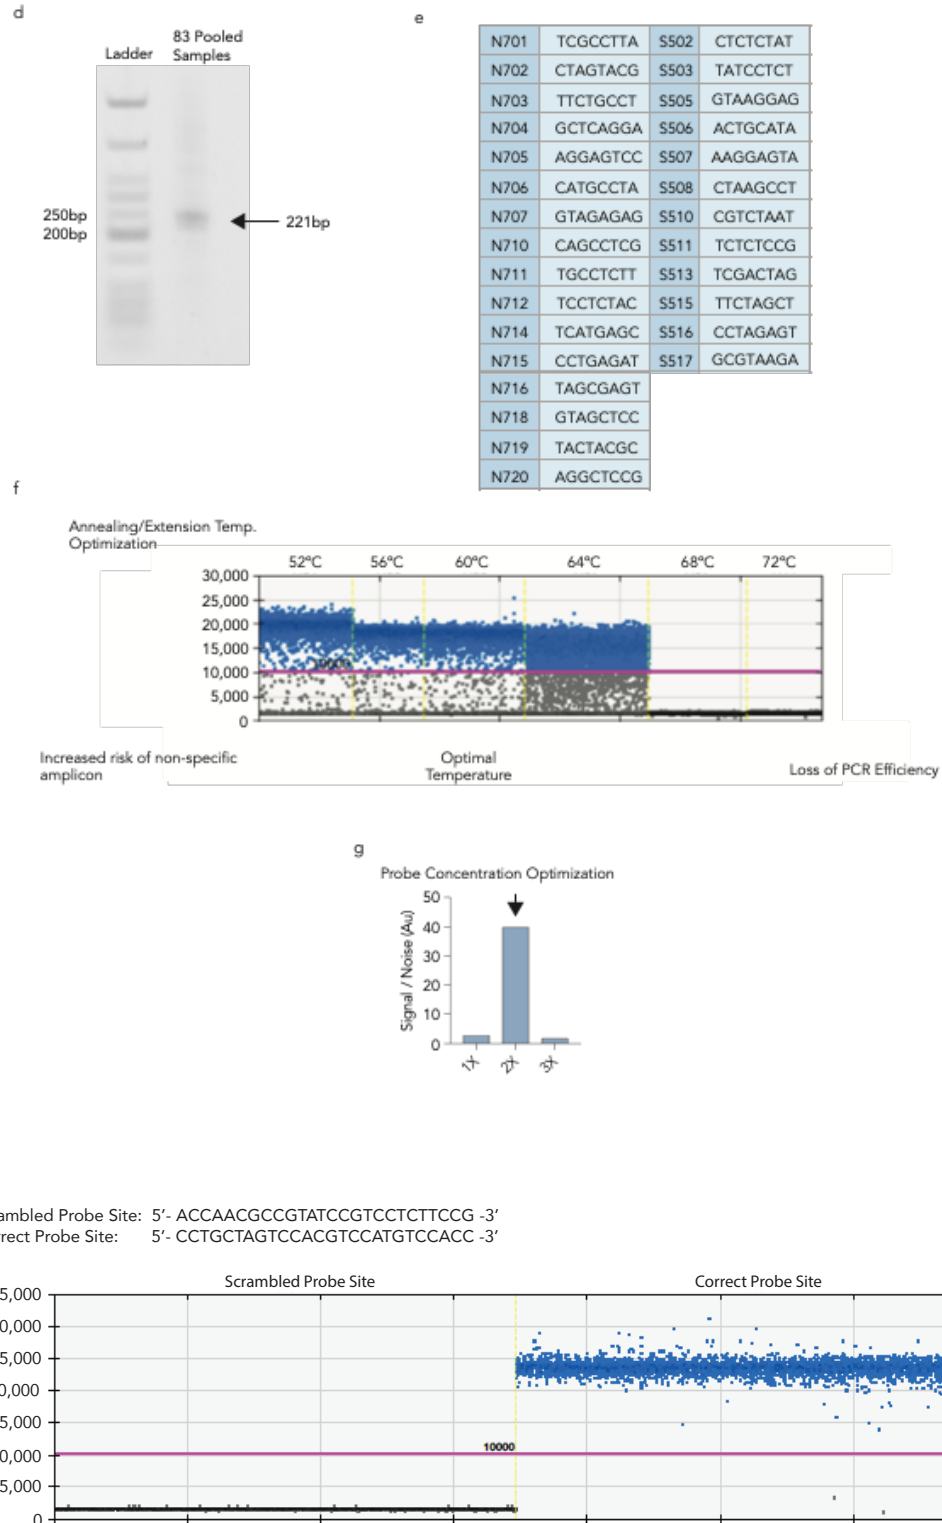 d
e
Ladder
83 Pooled
Samples
250bp
200bp
221bp
N701 TCGCCTTA S502 CTCTCTAT
N702 CTAGTACG S503 TATCCTCT
N703 TTCTGCCT S505 GTAAGGAG
N704 GCTCAGGA S506 ACTGCATA
N705 AGGAGTCC S507 AAGGAGTA
N706 CATGCCTA S508 CTAAGCCT
N707 GTAGAGAG S510 CGTCTAAT
N710 CAGCCTCG S511 TCTCTCCG
N711 TGCCTCTT S513 TCGACTAG
N712 TCCTCTAC S515 TTCTAGCT
N714 TCATGAGC S516 CCTAGAGT
N715 CCTGAGAT S517 GCGTAAGA
N716 TAGCGAGT
N718 GTAGCTCC
N719 TACTACGC
N720 AGGCTCCG
f
Annealing/Extension Temp.
Optimization
52°C 56°C 60°C 64°C 68°C 72°C
30,000
25,000
20,000
15,000
10,000
5,000
0
10000
Increased risk of non-specific
amplicon
Optimal
Temperature
Loss of PCR Efficiency
g
Probe Concentration Optimization
Signal / Noise (Au)
50
40
30
20
10
0
1X 2X 3X
ambled Probe Site: 5'- ACCAACGCCGTATCCGTCCTCTTCCG -3'
rrect Probe Site: 5'- CCTGCTAGTCCACGTCCATGTCCACC -3'
Scrambled Probe Site Correct Probe Site
5,000
0,000
5,000
0,000
5,000
0,000
5,000
0
10000